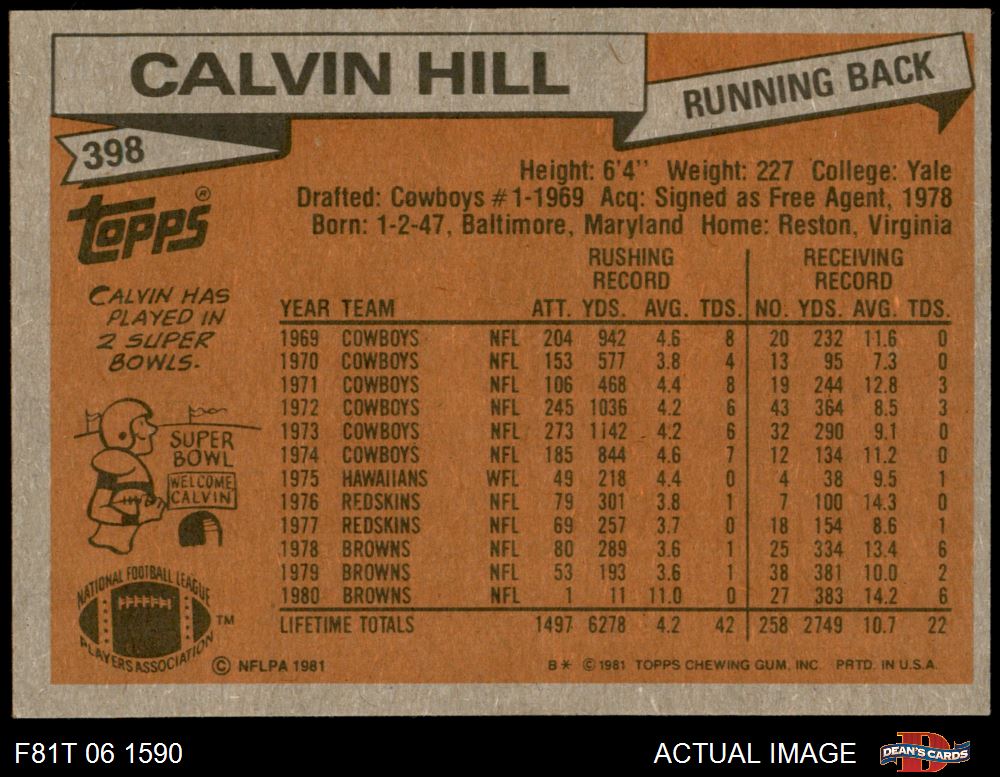 CALVIN HILL
RUNNING BACK
398
Height: 6'4'' Weight: 227 College: Yale
Drafted: Cowboys #1-1969 Acq: Signed as Free Agent, 1978
Born: 1-2-47, Baltimore, Maryland Home: Reston, Virginia
Topps®
CALVIN HAS
PLAYED IN
2 SUPER
BOWLS.
SUPER
BOWL
WELCOME
CALVIN
RUSHING RECEIVING
RECORD RECORD
YEAR TEAM ATT. YDS. AVG. TDS. NO. YDS. AVG. TDS.
1969 COWBOYS NFL 204 942 4.6 8 20 232 11.6 0
1970 COWBOYS NFL 153 577 3.8 4 13 95 7.3 0
1971 COWBOYS NFL 106 468 4.4 8 19 244 12.8 3
1972 COWBOYS NFL 245 1036 4.2 6 43 364 8.5 3
1973 COWBOYS NFL 273 1142 4.2 6 32 290 9.1 0
1974 COWBOYS NFL 185 844 4.6 7 12 134 11.2 0
1975 HAWAIIANS WFL 49 218 4.4 0 4 38 9.5 1
1976 REDSKINS NFL 79 301 3.8 1 7 100 14.3 0
1977 REDSKINS NFL 69 257 3.7 0 18 154 8.6 1
1978 BROWNS NFL 80 289 3.6 1 25 334 13.4 6
1979 BROWNS NFL 53 193 3.6 1 38 381 10.0 2
1980 BROWNS NFL 1 11 11.0 0 27 383 14.2 6
LIFETIME TOTALS 1497 6278 4.2 42 258 2749 10.7 22
NATIONAL FOOTBALL LEAGUE
PLAYERS ASSOCIATION
TM
© NFLPA 1981
B* © 1981 TOPPS CHEWING GUM, INC. PRTD. IN U.S.A.
F81T 06 1590
ACTUAL IMAGE
DEAN'S CARDS